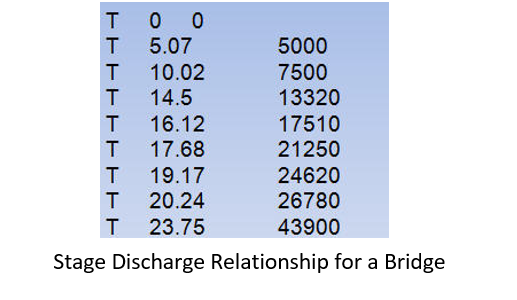 T 0 0
T 5.07 5000
T 10.02 7500
T 14.5 13320
T 16.12 17510
T 17.68 21250
T 19.17 24620
T 20.24 26780
T 23.75 43900
Stage Discharge Relationship for a Bridge